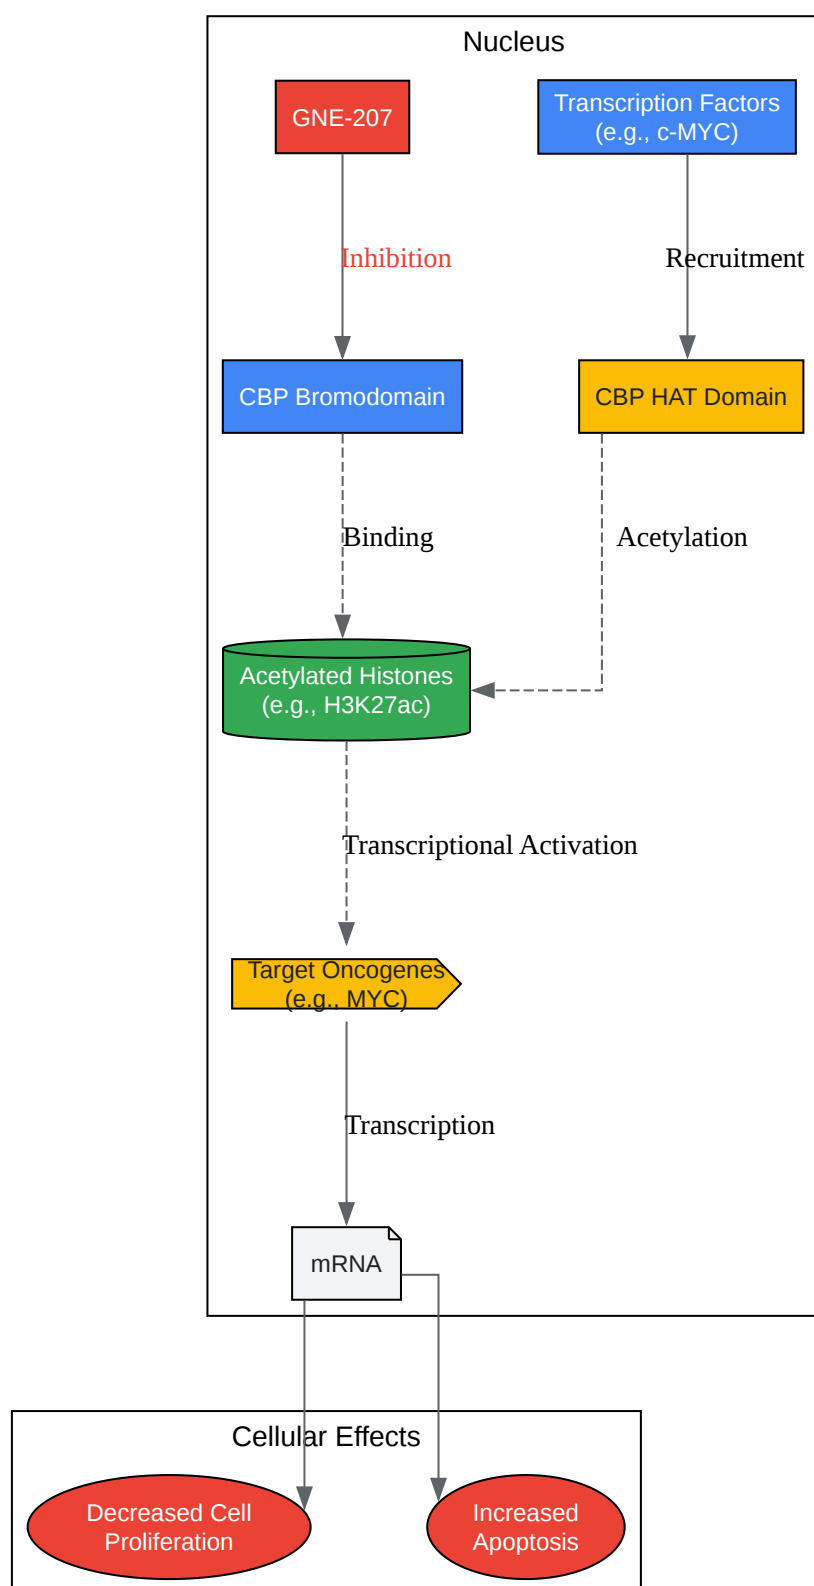 Nucleus
GNE-207
Transcription Factors
(e.g., c-MYC)
Inhibition
Recruitment
CBP Bromodomain
CBP HAT Domain
Binding
Acetylation
Acetylated Histones
(e.g., H3K27ac)
Transcriptional Activation
Target Oncogenes
(e.g., MYC)
Transcription
mRNA
Cellular Effects
Decreased Cell
Proliferation
Increased
Apoptosis